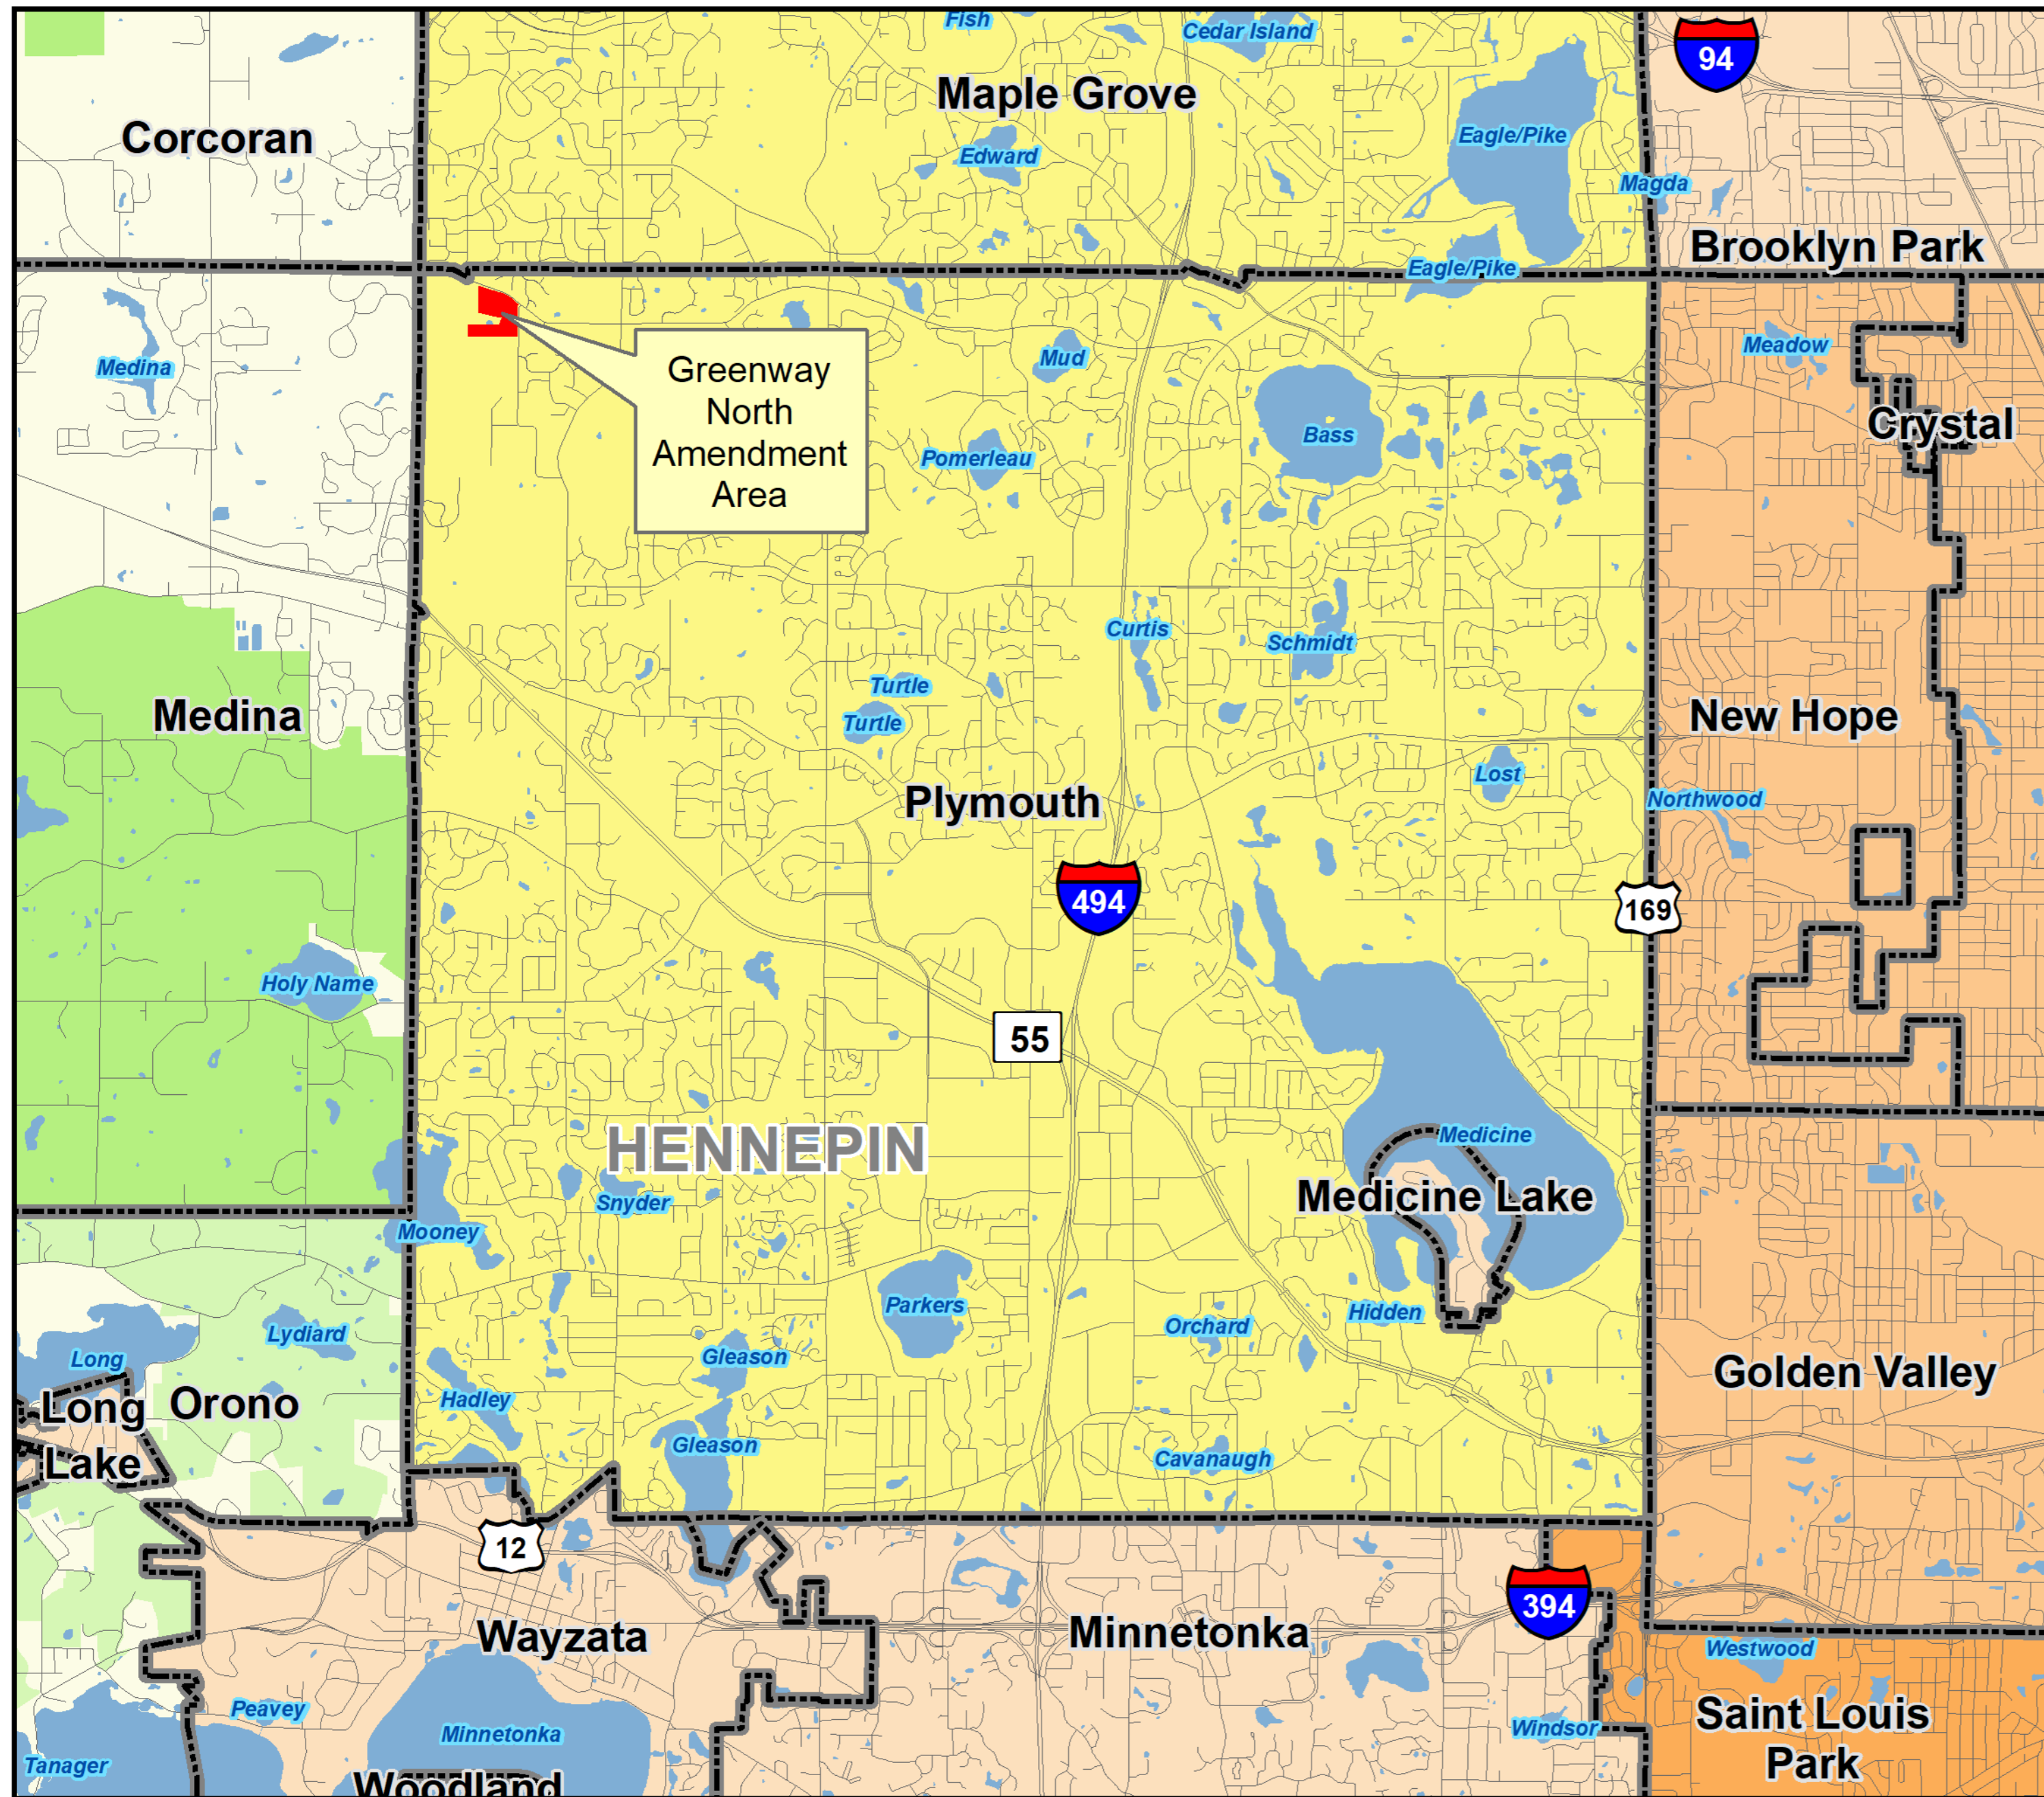 Fish
Cedar Island
94
Maple Grove
Corcoran
Eagle/Pike
Edward
Magda
Brooklyn Park
Eagle/Pike
Meadow
Mud
Medina
Greenway
North
Amendment
Area
Crystal
Bass
Pomerleau
Curtis
Schmidt
Turtle
Medina
New Hope
Turtle
Lost
Plymouth
Northwood
494
169
Holy Name
55
Medicine
HENNEPIN
Medicine Lake
Snyder
Mooney
Parkers
Hidden
Orchard
Lydiard
Gleason
Long
Golden Valley
Hadley
Orono
Long
Lake
Gleason
Cavanaugh
12
394
Minnetonka
Wayzata
Westwood
Peavey
Saint Louis
Park
Windsor
Minnetonka
Tanager
Woodland